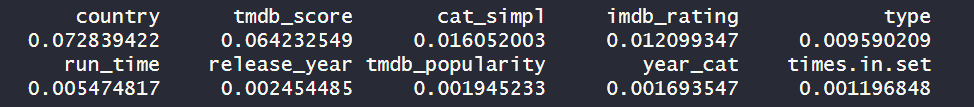 country tmdb_score cat_simpl imdb_rating type
0.072839422 0.064232549 0.016052003 0.012099347 0.009590209
run_time release_year tmdb_popularity year_cat times.in.set
0.005474817 0.002454485 0.001945233 0.001693547 0.001196848